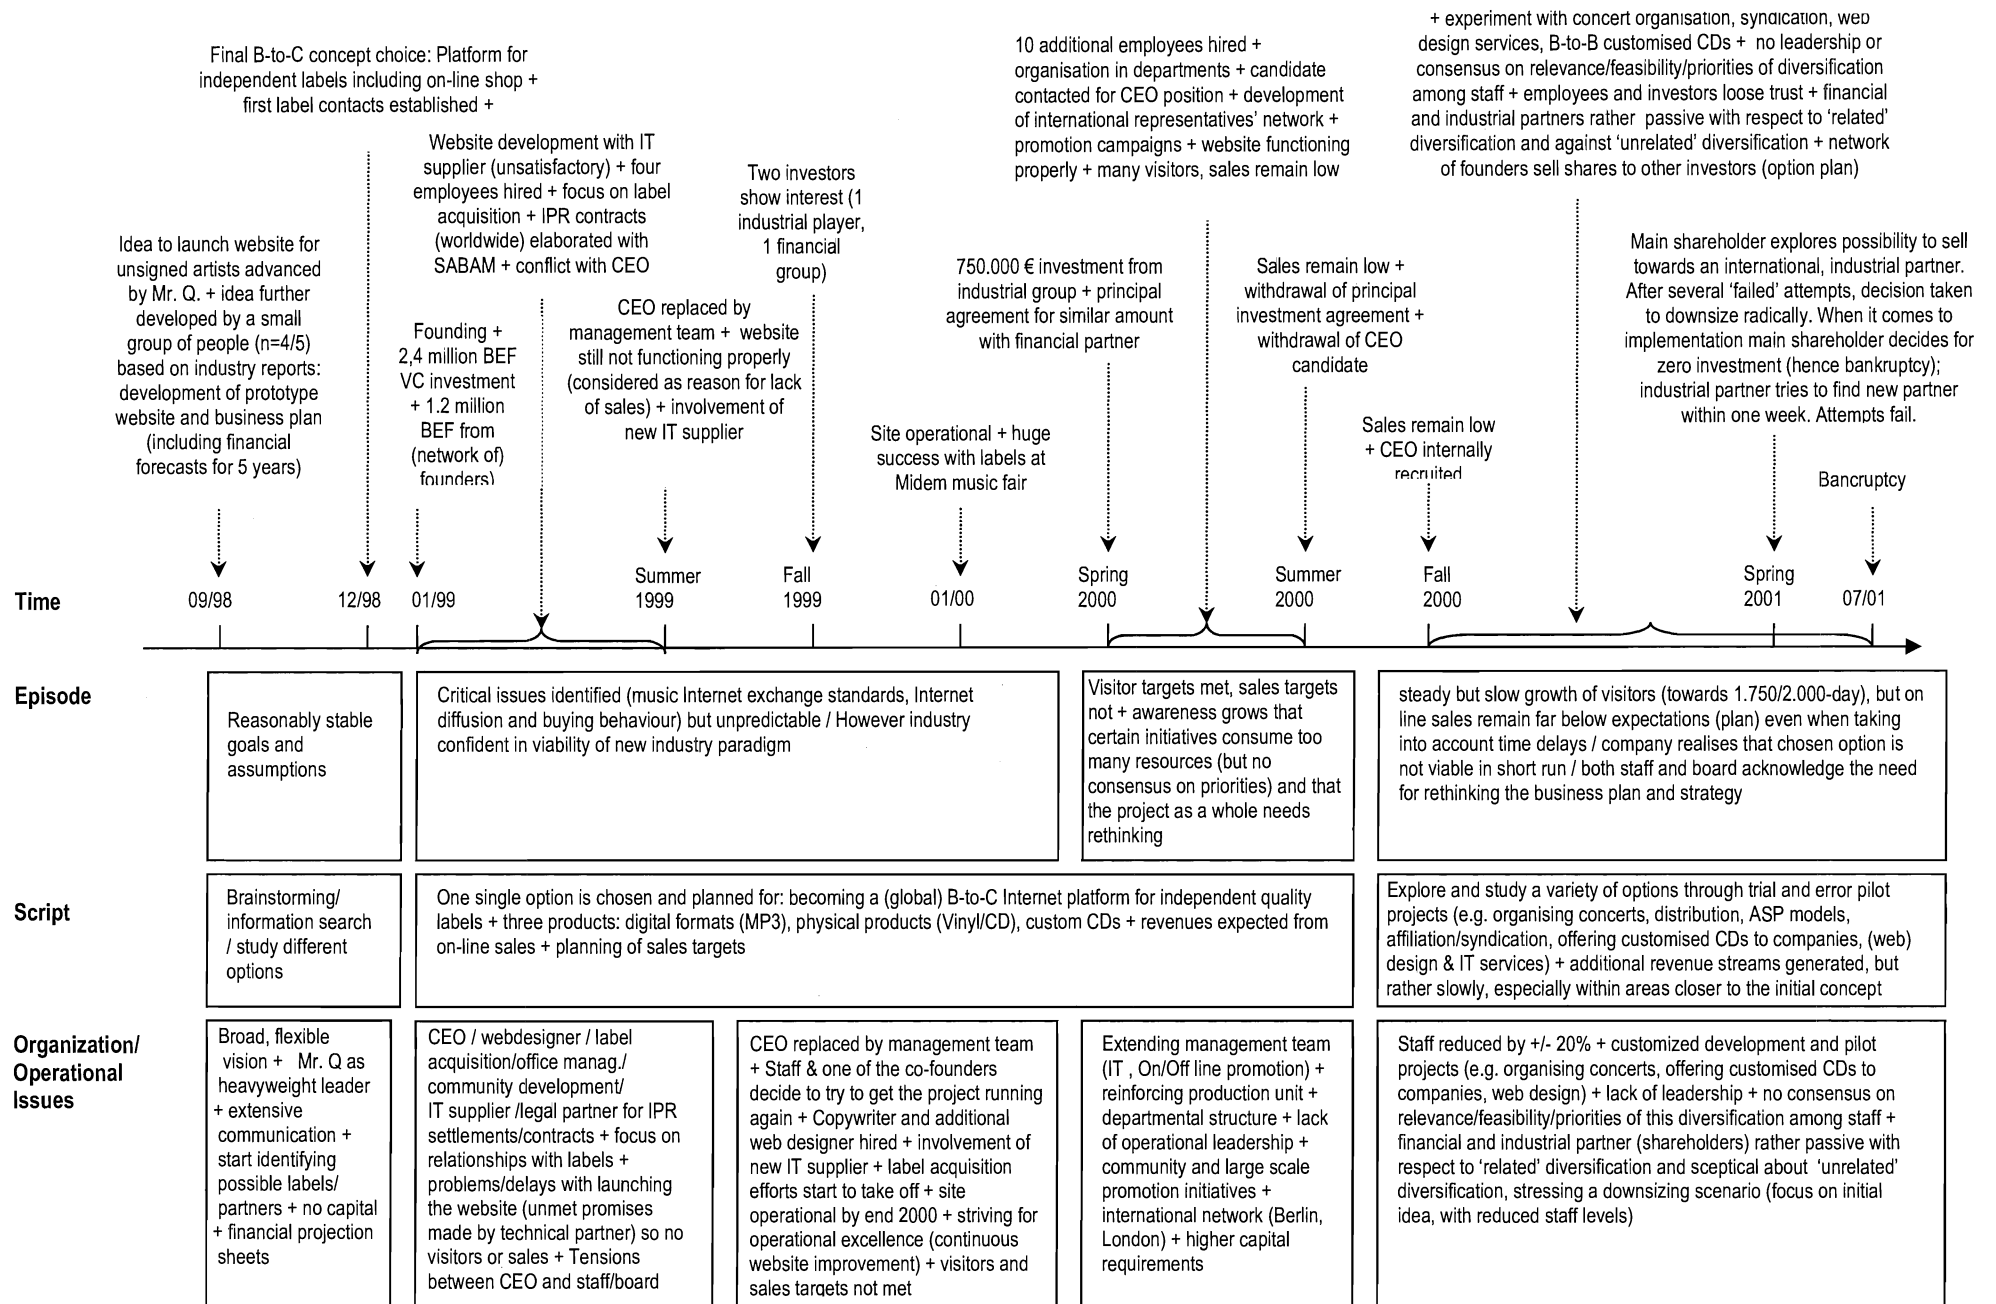 Final B-to-C concept choice: Platform for
independent labels including on-line shop +
first label contacts established +
Website development with IT
supplier (unsatisfactory) + four
employees hired + focus on label
acquisition + IPR contracts
(worldwide) elaborated with
SABAM + conflict with CEO
Two investors
show interest (1
industrial player,
1 financial
group)
10 additional employees hired +
organisation in departments + candidate
contacted for CEO position + development
of international representatives' network +
promotion campaigns + website functioning
properly + many visitors, sales remain low
+ experiment with concert organisation, syndication, web
design services, B-to-B customised CDs + no leadership or
consensus on relevance/feasibility/priorities of diversification
among staff + employees and investors loose trust + financial
and industrial partners rather passive with respect to 'related'
diversification and against 'unrelated' diversification + network
of founders sell shares to other investors (option plan)
Idea to launch website for
unsigned artists advanced
by Mr. Q. + idea further
developed by a small
group of people (n=4/5)
based on industry reports:
development of prototype
website and business plan
(including financial
forecasts for 5 years)
Founding +
2,4 million BEF
VC investment
+ 1.2 million
BEF from
(network of)
founders)
CEO replaced by
management team + website
still not functioning properly
(considered as reason for lack
of sales) + involvement of
new IT supplier
Site operational + huge
success with labels at
Midem music fair
750.000 € investment from
industrial group + principal
agreement for similar amount
with financial partner
Sales remain low +
withdrawal of principal
investment agreement +
withdrawal of CEO
candidate
Sales remain low
+ CEO internally
recruited
Main shareholder explores possibility to sell
towards an international, industrial partner.
After several 'failed' attempts, decision taken
to downsize radically. When it comes to
implementation main shareholder decides for
zero investment (hence bankruptcy);
industrial partner tries to find new partner
within one week. Attempts fail.
Bancruptcy
Time
09/98
12/98
01/99
Summer
1999
Fall
1999
01/00
Spring
2000
Summer
2000
Fall
2000
Spring
2001
07/01
Episode
Reasonably stable
goals and
assumptions
Critical issues identified (music Internet exchange standards, Internet
diffusion and buying behaviour) but unpredictable / However industry
confident in viability of new industry paradigm
Visitor targets met, sales targets
not + awareness grows that
certain initiatives consume too
many resources (but no
consensus on priorities) and that
the project as a whole needs
rethinking
steady but slow growth of visitors (towards 1.750/2.000-day), but on
line sales remain far below expectations (plan) even when taking
into account time delays / company realises that chosen option is
not viable in short run / both staff and board acknowledge the need
for rethinking the business plan and strategy
Script
Brainstorming/
information search
/ study different
options
One single option is chosen and planned for: becoming a (global) B-to-C Internet platform for independent quality
labels + three products: digital formats (MP3), physical products (Vinyl/CD), custom CDs + revenues expected from
on-line sales + planning of sales targets
Explore and study a variety of options through trial and error pilot
projects (e.g. organising concerts, distribution, ASP models,
affiliation/syndication, offering customised CDs to companies, (web)
design & IT services) + additional revenue streams generated, but
rather slowly, especially within areas closer to the initial concept
Organization/
Operational
Issues
Broad, flexible
vision + Mr. Q as
heavyweight leader
+ extensive
communication +
start identifying
possible labels/
partners + no capital
+ financial projection
sheets
CEO / webdesigner / label
acquisition/office manag./
community development/
IT supplier /legal partner for IPR
settlements/contracts + focus on
relationships with labels +
problems/delays with launching
the website (unmet promises
made by technical partner) so no
visitors or sales + Tensions
between CEO and staff/board
CEO replaced by management team
+ Staff & one of the co-founders
decide to try to get the project running
again + Copywriter and additional
web designer hired + involvement of
new IT supplier + label acquisition
efforts start to take off + site
operational by end 2000 + striving for
operational excellence (continuous
website improvement) + visitors and
sales targets not met
Extending management team
(IT , On/Off line promotion) +
reinforcing production unit +
departmental structure + lack
of operational leadership +
community and large scale
promotion initiatives +
international network (Berlin,
London) + higher capital
requirements
Staff reduced by +/- 20% + customized development and pilot
projects (e.g. organising concerts, offering customised CDs to
companies, web design) + lack of leadership + no consensus on
relevance/feasibility/priorities of this diversification among staff +
financial and industrial partner (shareholders) rather passive with
respect to 'related' diversification and sceptical about 'unrelated'
diversification, stressing a downsizing scenario (focus on initial
idea, with reduced staff levels)